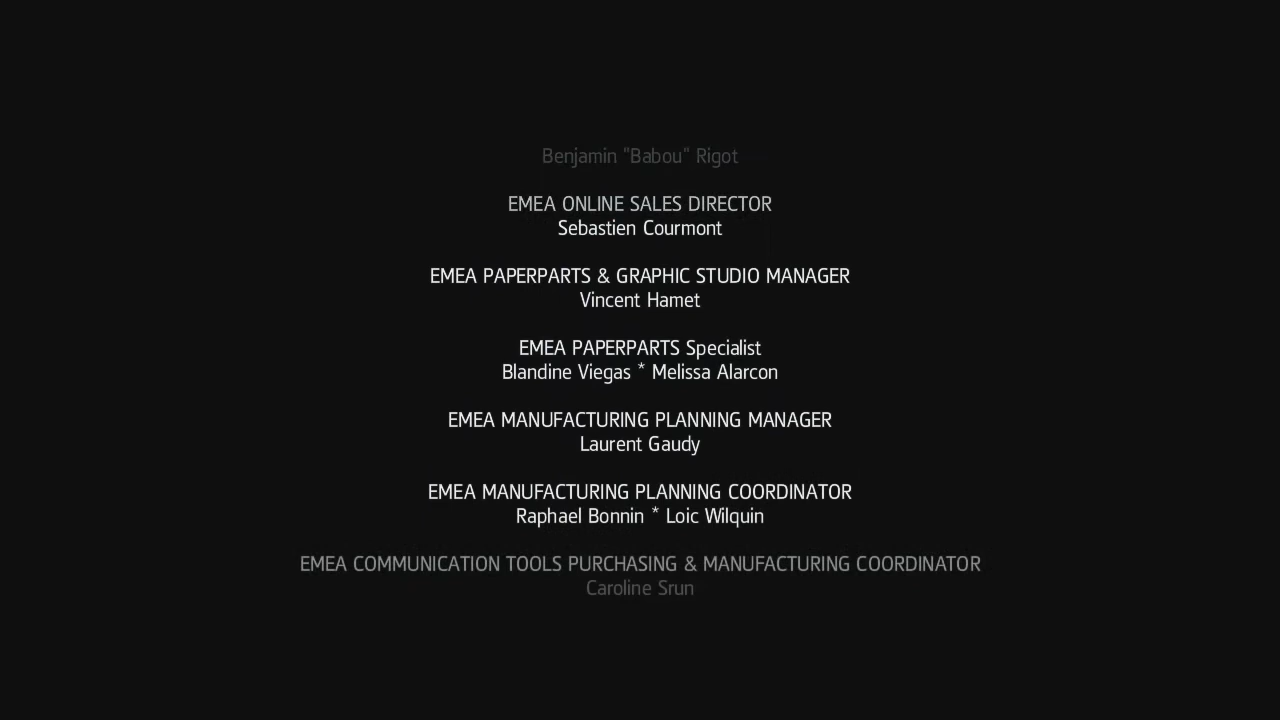 Benjamin "Babou" Rigot
EMEA ONLINE SALES DIRECTOR
Sebastien Courmont
EMEA PAPERPARTS & GRAPHIC STUDIO MANAGER
Vincent Hamet
EMEA PAPERPARTS Specialist
Blandine Viegas * Melissa Alarcon
EMEA MANUFACTURING PLANNING MANAGER
Laurent Gaudy
EMEA MANUFACTURING PLANNING COORDINATOR
Raphael Bonnin * Loic Wilquin
EMEA COMMUNICATION TOOLS PURCHASING & MANUFACTURING COORDINATOR
Caroline Srun